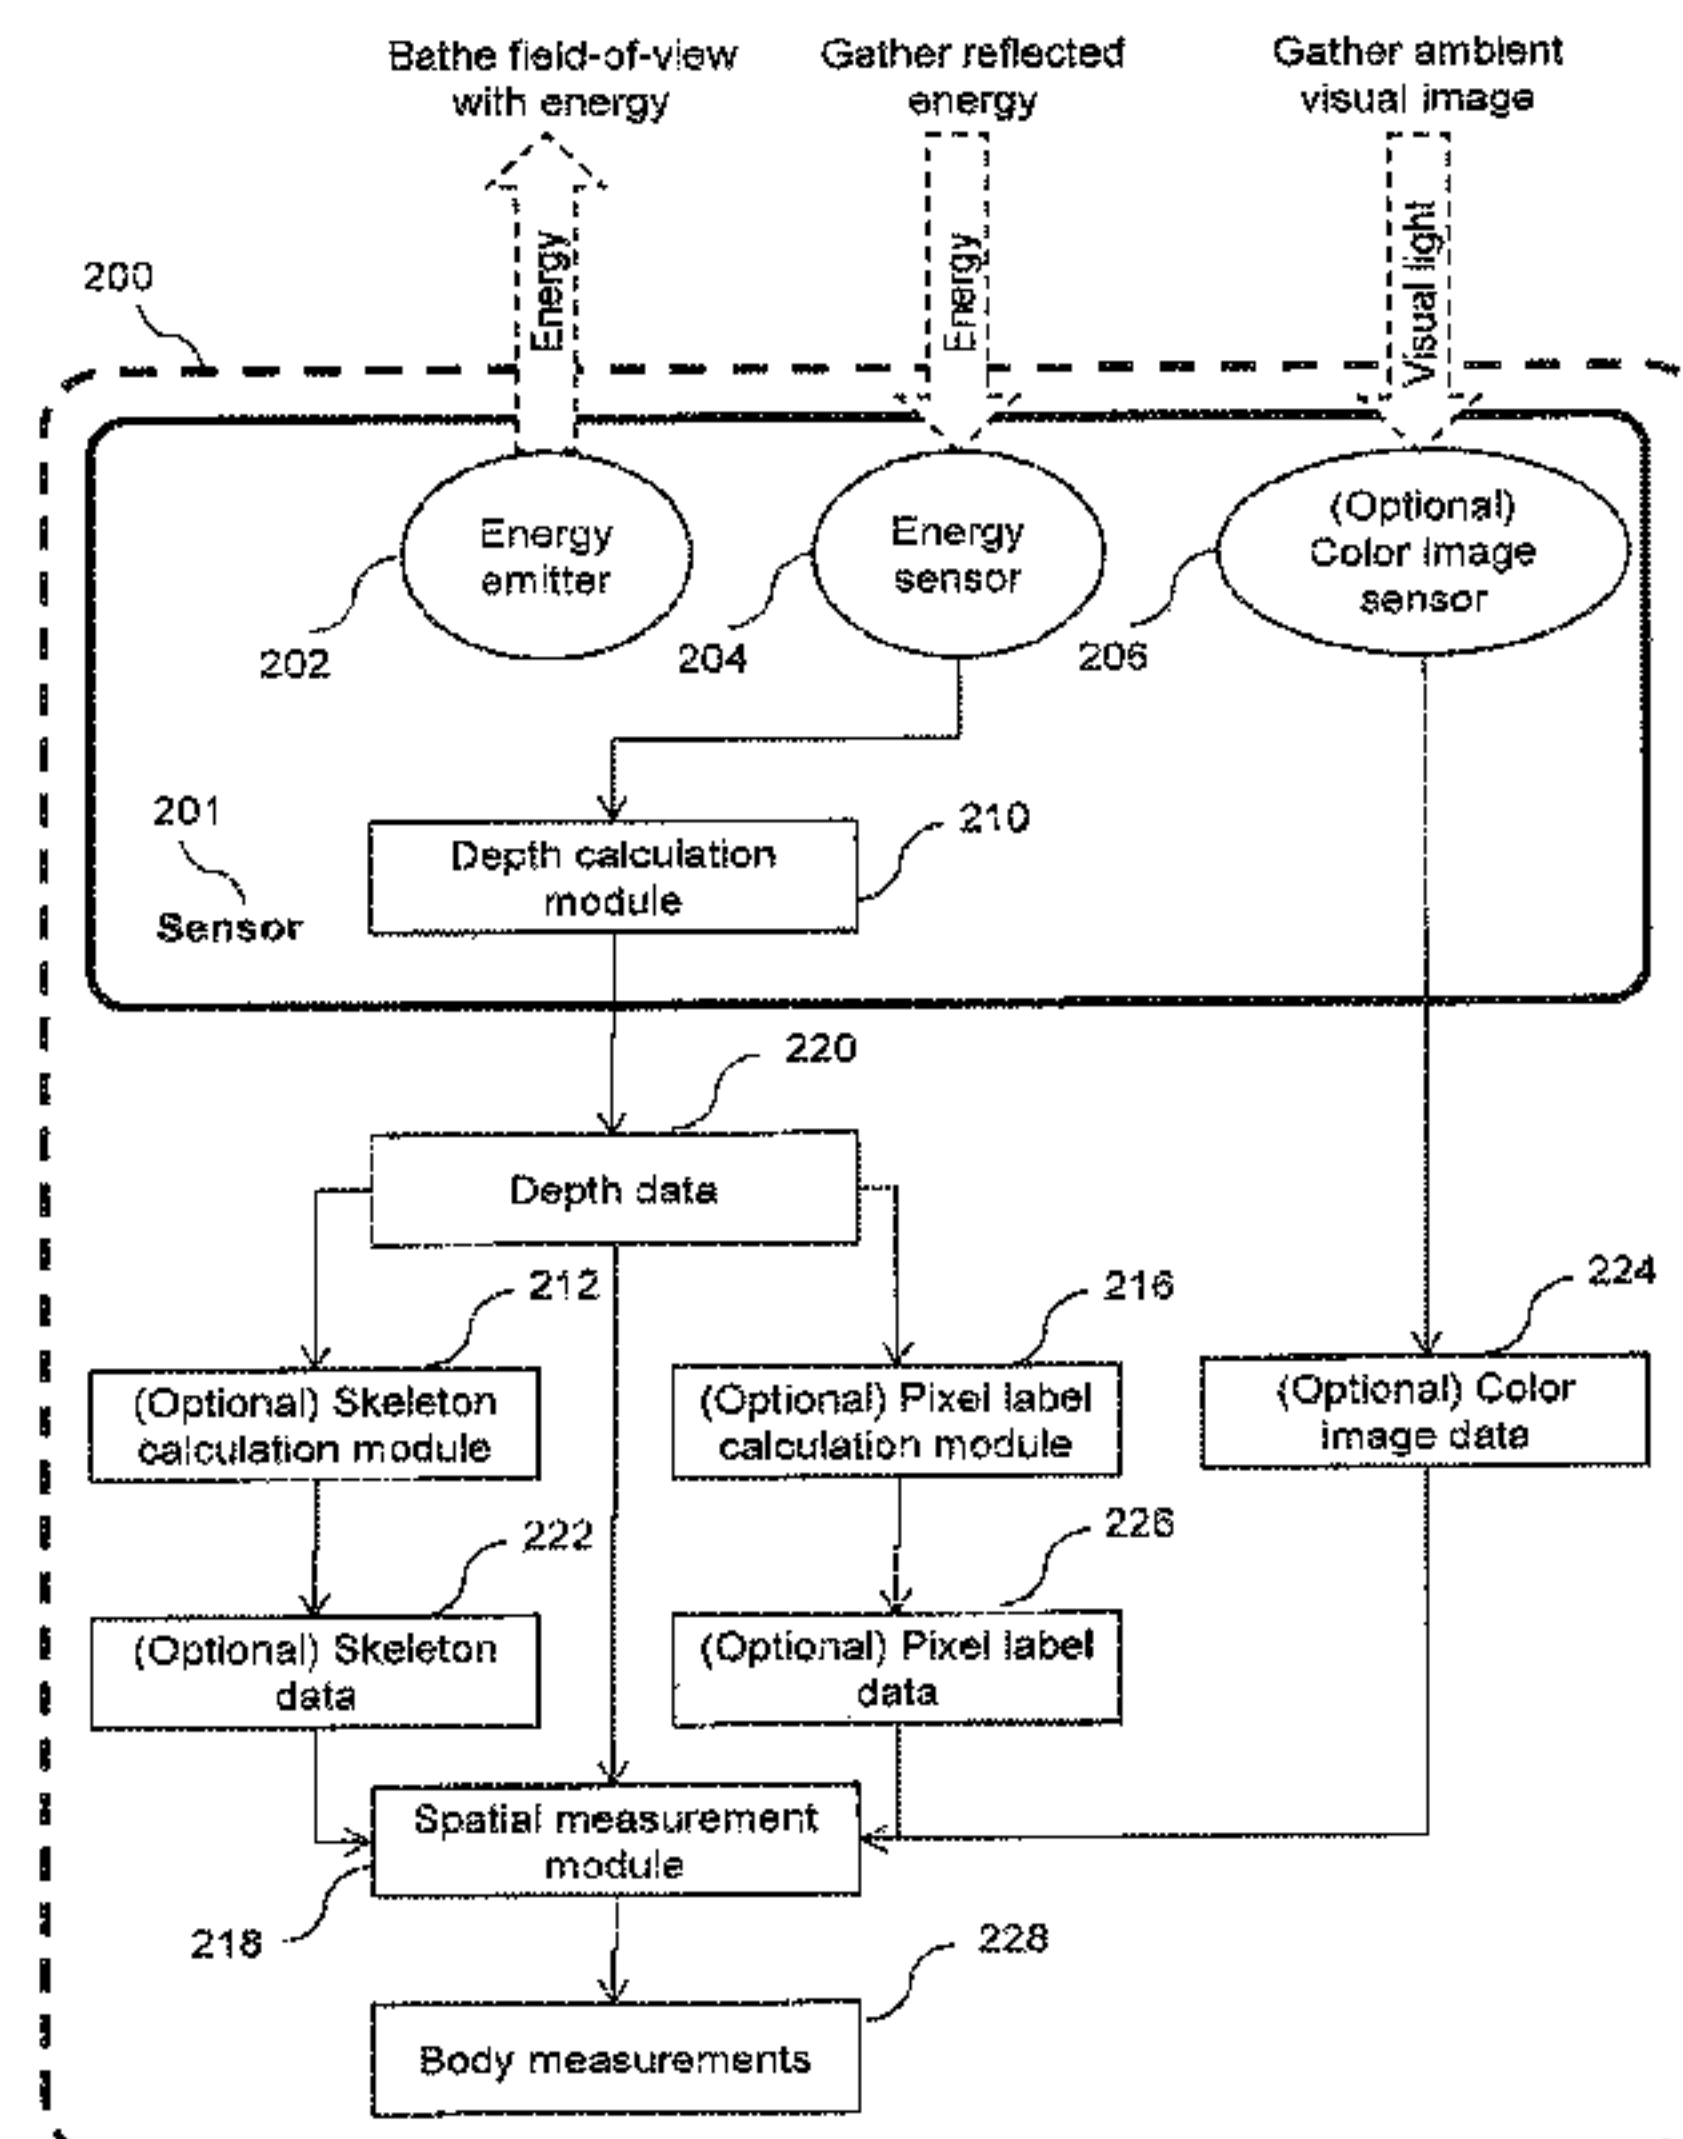 Bathe field-of-view
with energy
Gather reflected
energy
Gather ambient
visual image
Energy
Energy
Visual light
200
Energy
emitter
Energy
sensor
(Optional)
Color image
sensor
202
204
206
201
Sensor
Depth calculation
module
210
220
Depth data
212
216
224
(Optional) Skeleton
calculation module
(Optional) Pixel label
calculation module
(Optional) Color
image data
222
226
(Optional) Skeleton
data
(Optional) Pixel label
data
Spatial measurement
module
218
228
Body measurements